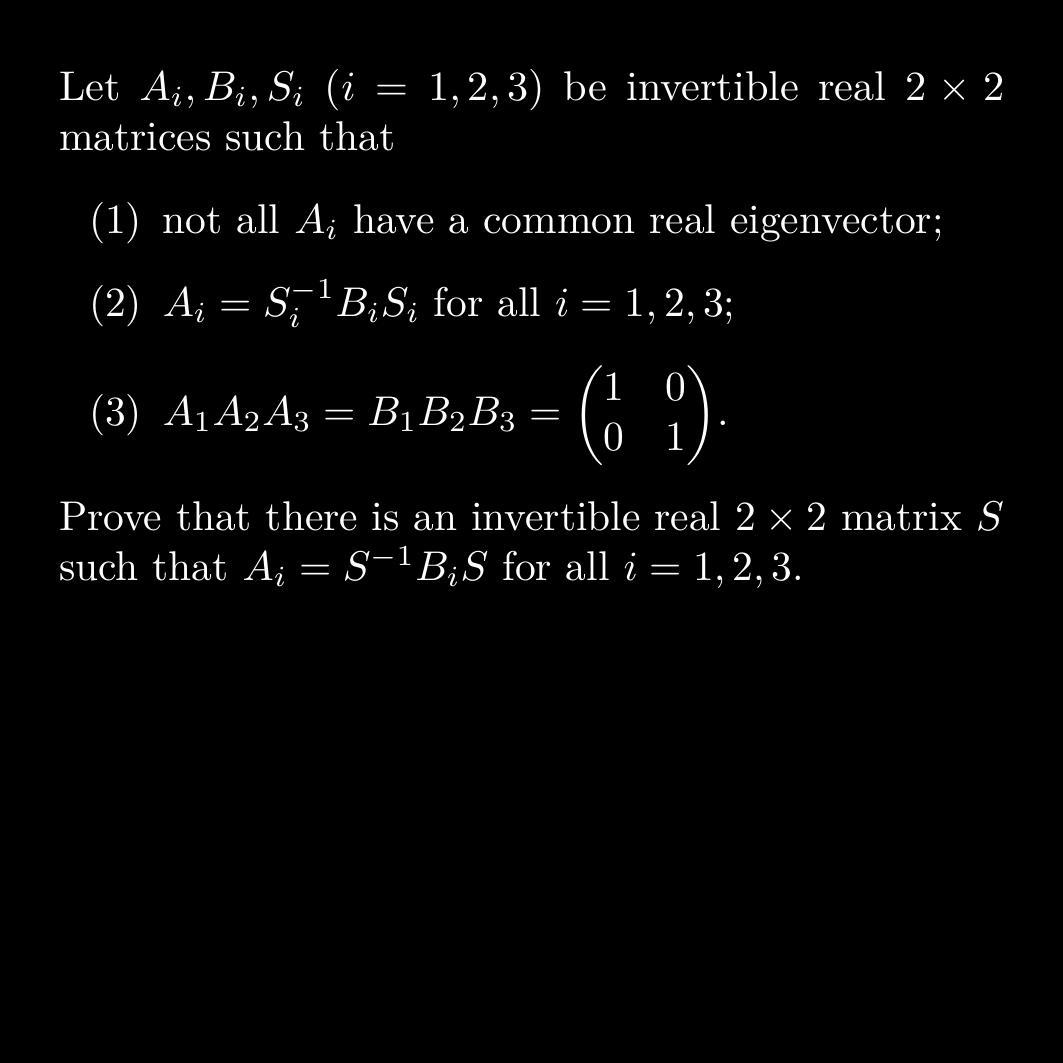 Let $A_i, B_i, S_i$ ($i = 1, 2, 3$) be invertible real $2 \times 2$
matrices such that
(1) not all $A_i$ have a common real eigenvector;
(2) $A_i = S_i^{-1} B_i S_i$ for all $i = 1, 2, 3$;
(3) $A_1 A_2 A_3 = B_1 B_2 B_3 = \begin{pmatrix} 1 & 0 \\ 0 & 1 \end{pmatrix}$.
Prove that there is an invertible real $2 \times 2$ matrix $S$
such that $A_i = S^{-1} B_i S$ for all $i = 1, 2, 3$.